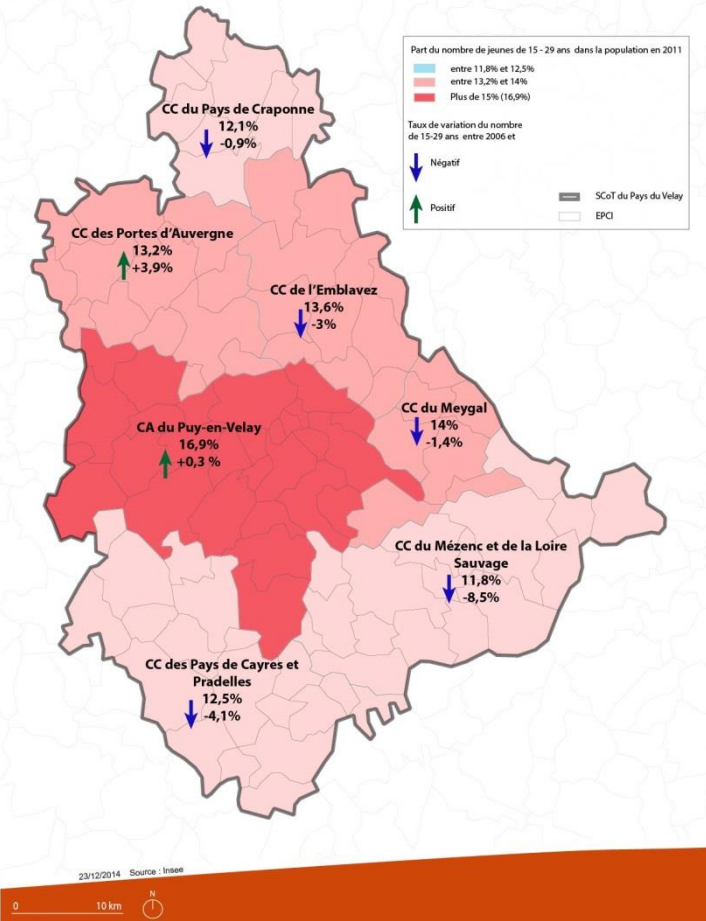 Part du nombre de jeunes de 15 - 29 ans dans la population en 2011
entre 11,8% et 12,5%
entre 13,2% et 14%
Plus de 15% (16,9%)
Taux de variation du nombre
de 15-29 ans entre 2006 et
Négatif
Positif
SCoT du Pays du Velay
EPCI
CC du Pays de Craponne
12,1%
-0,9%
CC des Portes d'Auvergne
13,2%
+3,9%
CC de l'Emblavez
13,6%
-3%
CC du Meygal
14%
-1,4%
CA du Puy-en-Velay
16,9%
+0,3 %
CC du Mézenc et de la Loire
Sauvage
11,8%
-8,5%
CC des Pays de Cayres et
Pradelles
12,5%
-4,1%
23/12/2014 Source : Insee
0 10 km
N